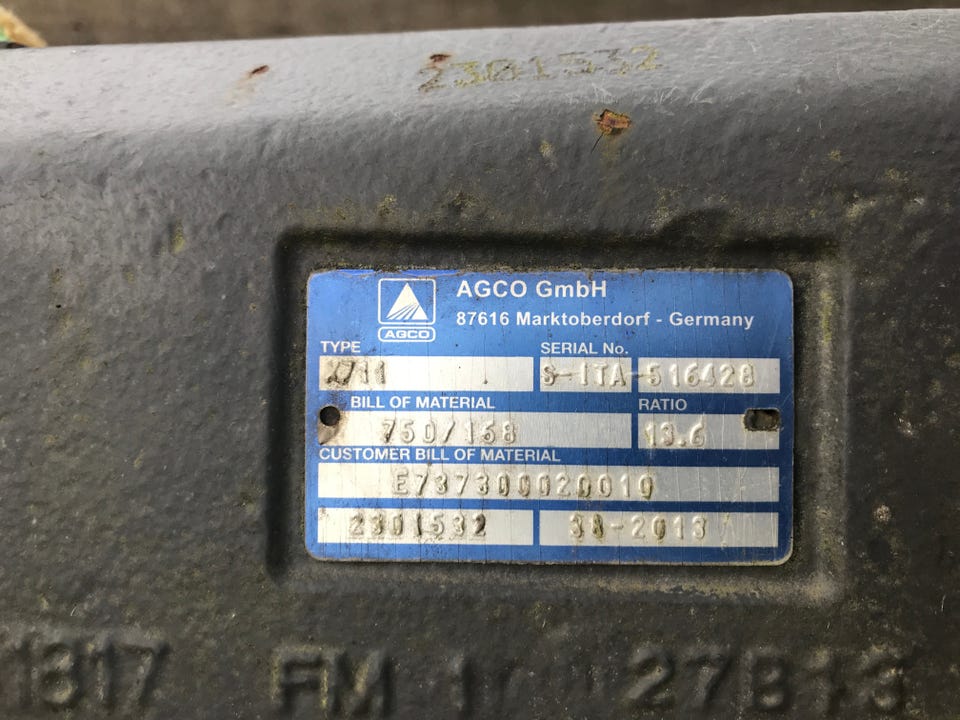 2301532
AGCO GmbH
87616 Marktoberdorf - Germany
AGCO
TYPE SERIAL No.
S-ITA-516428
BILL OF MATERIAL RATIO
750/158 13.6
CUSTOMER BILL OF MATERIAL
E737300020010
2301532 38-2013
1317 FM